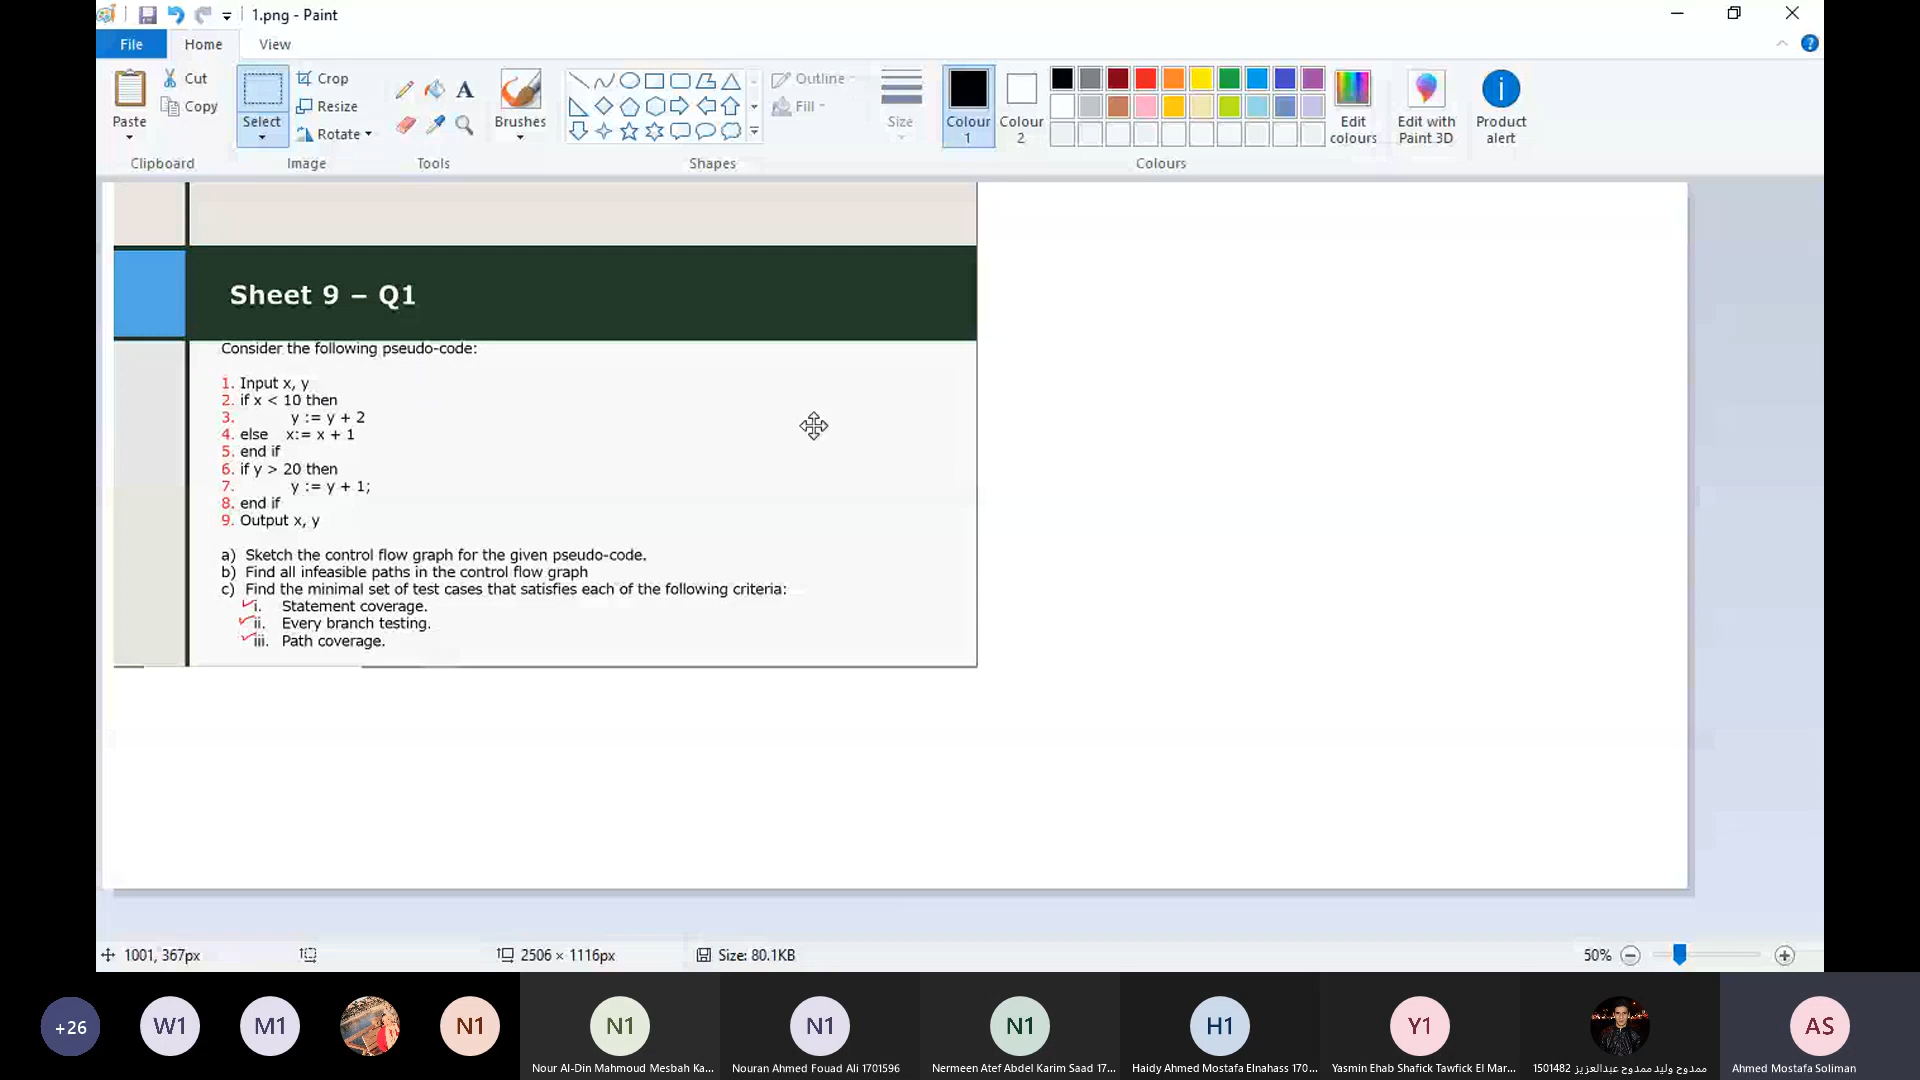 1.png - Paint
File
Home
View
Paste
Cut
Copy
Clipboard
Select
Crop
Resize
Rotate
Image
Tools
Brushes
Shapes
Outline
Fill
Size
Colour 1
Colour 2
Colours
Edit colours
Edit with Paint 3D
Product alert
Sheet 9 – Q1
Consider the following pseudo-code:
1. Input x, y
2. if x < 10 then
3. y := y + 2
4. else x:= x + 1
5. end if
6. if y > 20 then
7. y := y + 1;
8. end if
9. Output x, y
a) Sketch the control flow graph for the given pseudo-code.
b) Find all infeasible paths in the control flow graph
c) Find the minimal set of test cases that satisfies each of the following criteria:
i. Statement coverage.
ii. Every branch testing.
iii. Path coverage.
1001, 367px
2506 × 1116px
Size: 80.1KB
50%
+26
W1
M1
N1
N1
Nour Al-Din Mahmoud Mesbah Ka...
N1
Nouran Ahmed Fouad Ali 1701596
N1
Nermeen Atef Abdel Karim Saad 17...
H1
Haidy Ahmed Mostafa Elnahass 170...
Y1
Yasmin Ehab Shafick Tawfick El Mar...
ممدوح وليد ممدوح عبدالعزيز 1501482
AS
Ahmed Mostafa Soliman